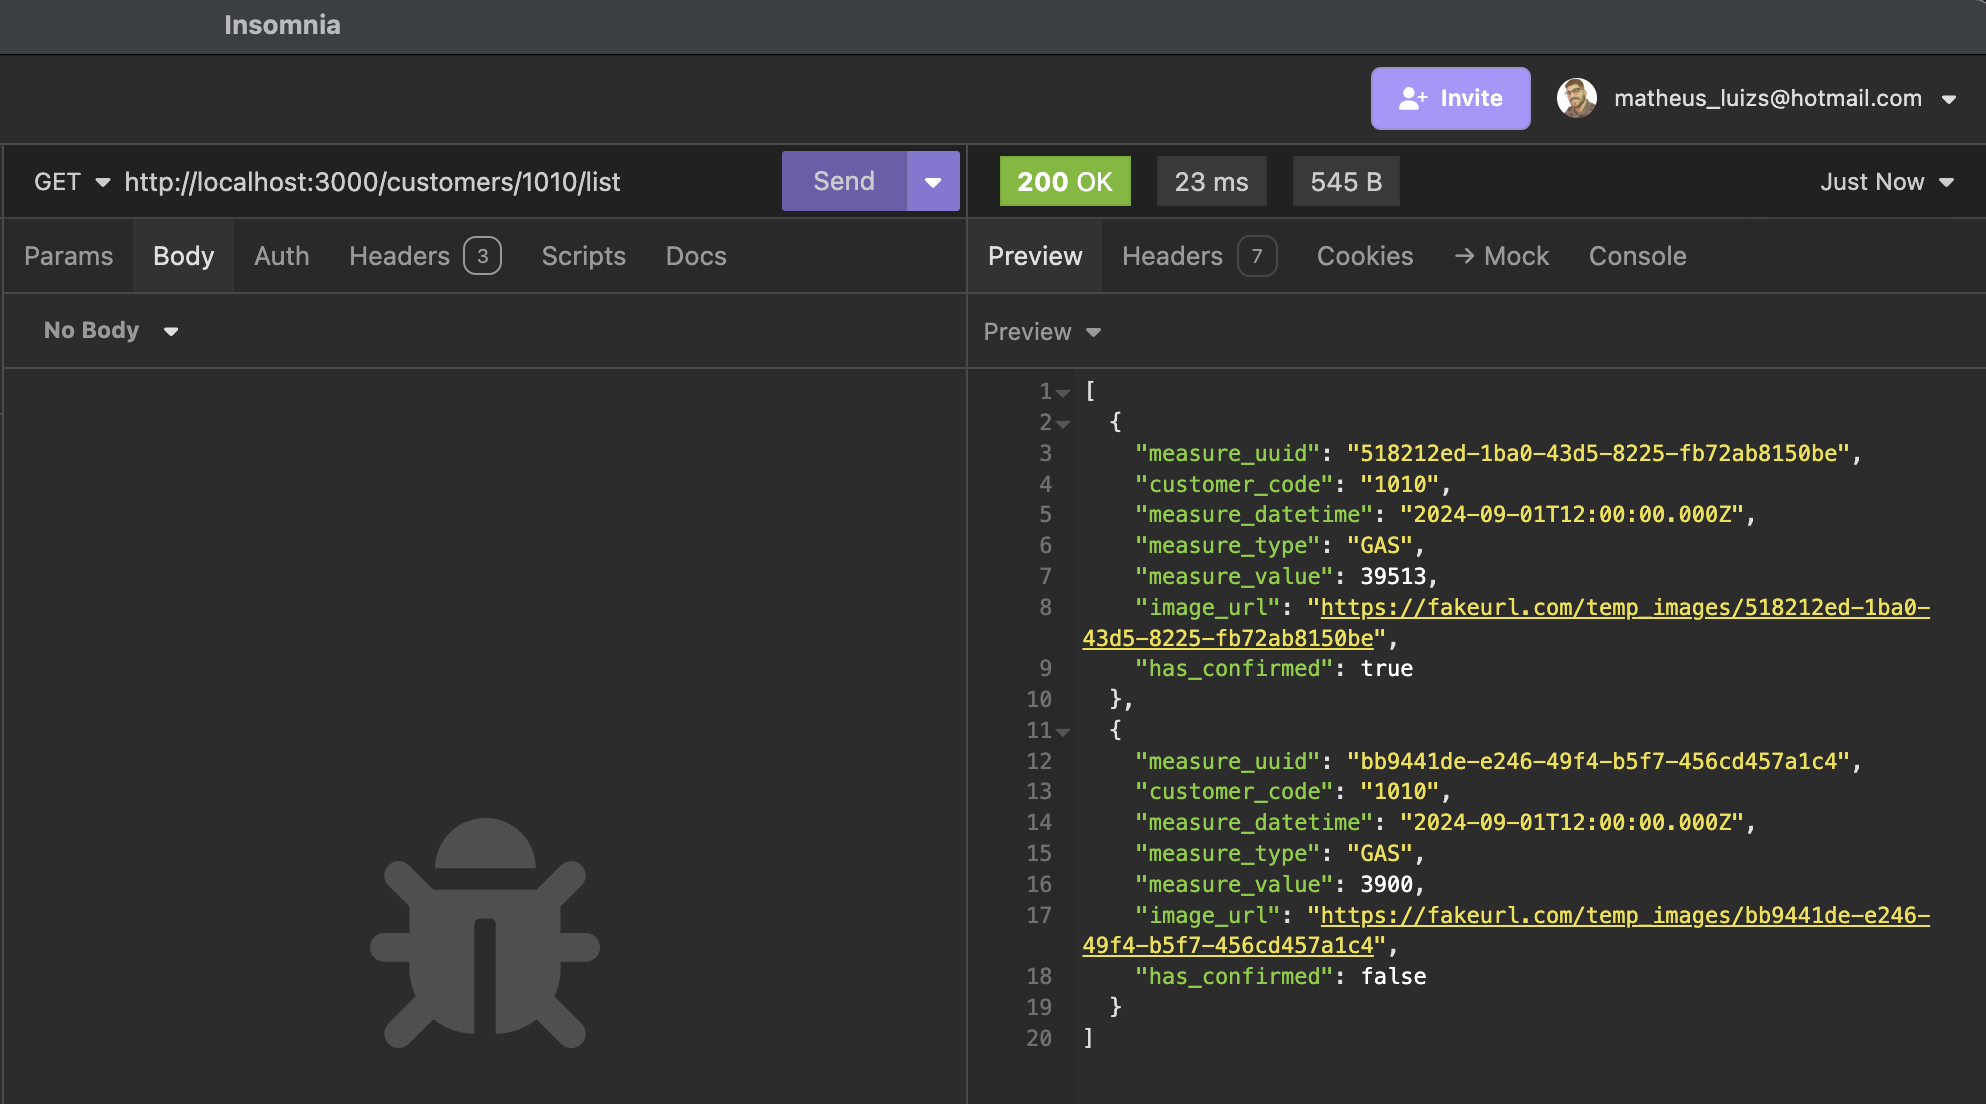 Insomnia
Invite
matheus_luizs@hotmail.com
GET http://localhost:3000/customers/1010/list
Send
200 OK
23 ms
545 B
Just Now
Params Body Auth Headers 3 Scripts Docs
Preview Headers 7 Cookies → Mock Console
No Body
Preview
1 [
2 {
3 "measure_uuid": "518212ed-1ba0-43d5-8225-fb72ab8150be",
4 "customer_code": "1010",
5 "measure_datetime": "2024-09-01T12:00:00.000Z",
6 "measure_type": "GAS",
7 "measure_value": 39513,
8 "image_url": "https://fakeurl.com/temp_images/518212ed-1ba0-
43d5-8225-fb72ab8150be",
9 "has_confirmed": true
10 },
11 {
12 "measure_uuid": "bb9441de-e246-49f4-b5f7-456cd457a1c4",
13 "customer_code": "1010",
14 "measure_datetime": "2024-09-01T12:00:00.000Z",
15 "measure_type": "GAS",
16 "measure_value": 3900,
17 "image_url": "https://fakeurl.com/temp_images/bb9441de-e246-
49f4-b5f7-456cd457a1c4",
18 "has_confirmed": false
19 }
20 ]